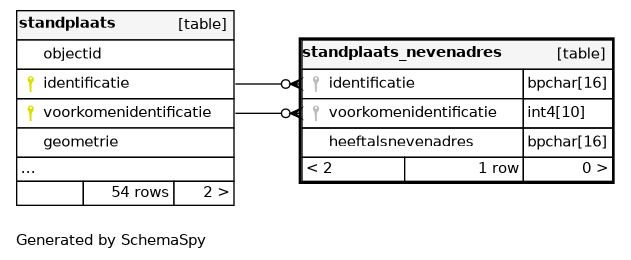 standplaats [table]
objectid
identificatie
voorkomenidentificatie
geometrie
...
54 rows 2 >
standplaats_nevenadres [table]
identificatie bpchar[16]
voorkomenidentificatie int4[10]
heeftalsnevenadres bpchar[16]
< 2 1 row 0 >
Generated by SchemaSpy